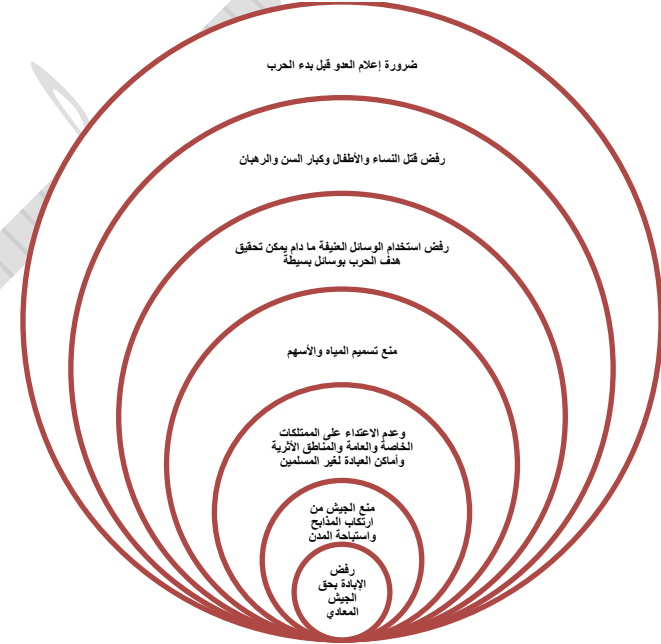 ضرورة إعلام العدو قبل بدء الحرب
رفض قتل النساء والأطفال وكبار السن والرهبان
رفض استخدام الوسائل العنيفة ما دام يمكن تحقيق
هدف الحرب بوسائل بسيطة
منع تسميم المياه والأسهم
وعدم الاعتداء على الممتلكات
الخاصة والعامة والمناطق الأثرية
وأماكن العبادة لغير المسلمين
منع الجيش من
ارتكاب المذابح
واستباحة المدن
رفض
الإبادة بحق
الجيش
المعادي